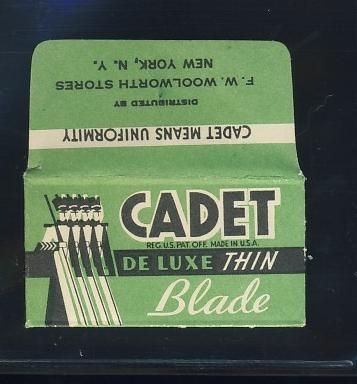 CADET MEANS UNIFORMITY
DISTRIBUTED BY
F. W. WOOLWORTH STORES
NEW YORK, N. Y.
CADET
REG. U.S. PAT. OFF. MADE IN U.S.A.
DE LUXE THIN
Blade